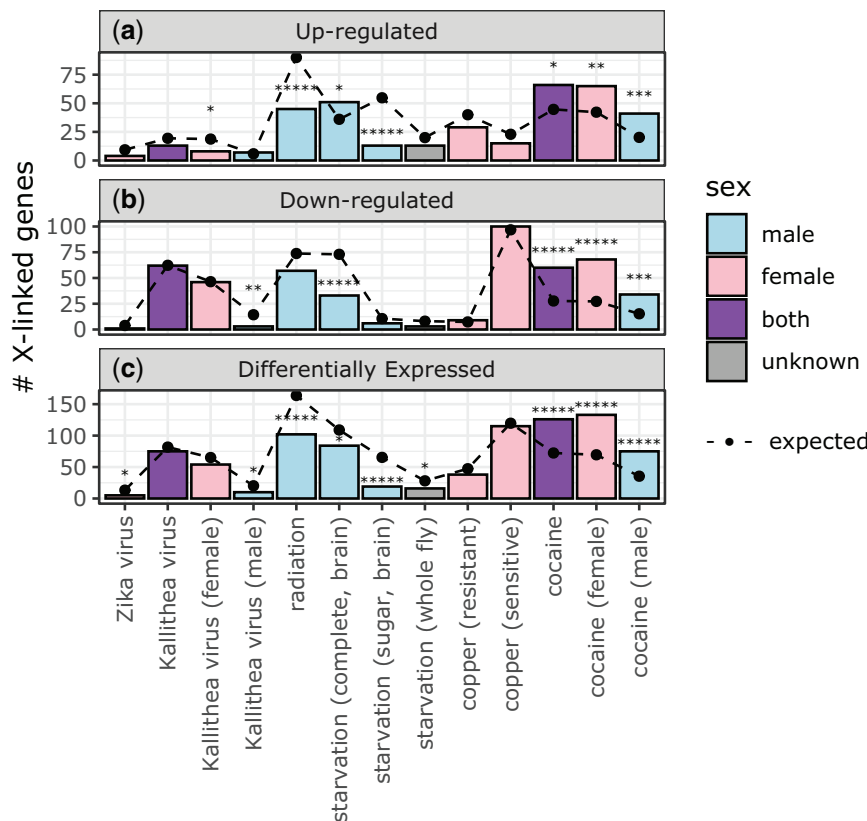 (a)
Up-regulated
75
50
25
0
*
*****
*
*****
*
**
***
(b)
Down-regulated
100
75
50
25
0
**
*****
*****
*****
***
(c)
Differentially Expressed
150
100
50
0
*
*
*****
*
*****
*
*****
*****
*****
# X-linked genes
Zika virus
Kallithea virus
Kallithea virus (female)
Kallithea virus (male)
radiation
starvation (complete, brain)
starvation (sugar, brain)
starvation (whole fly)
copper (resistant)
copper (sensitive)
cocaine
cocaine (female)
cocaine (male)
sex
male
female
both
unknown
expected